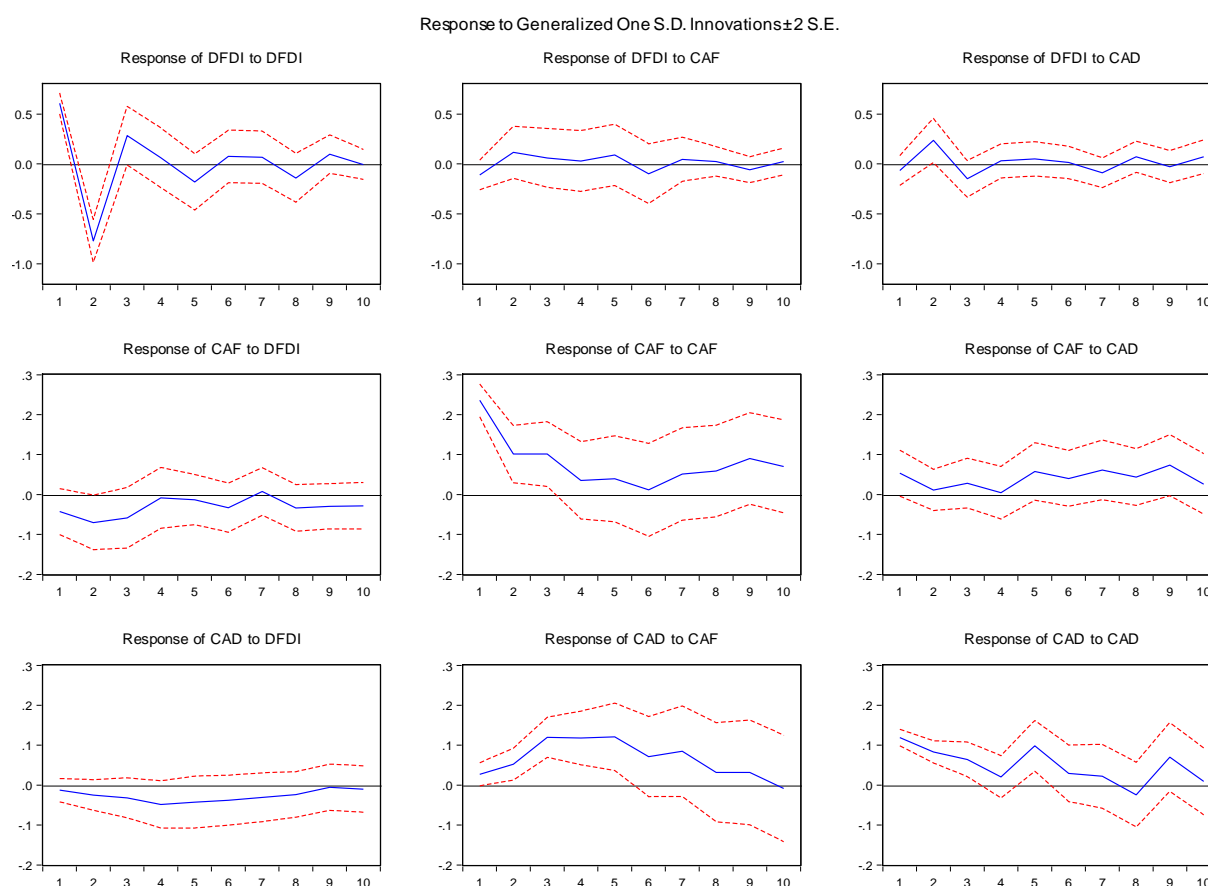 Response to Generalized One S.D. Innovations ±2 S.E.
Response of DFDI to DFDI
Response of DFDI to CAF
Response of DFDI to CAD
0.5
0.0
-0.5
-1.0
1 2 3 4 5 6 7 8 9 10
0.5
0.0
-0.5
-1.0
1 2 3 4 5 6 7 8 9 10
0.5
0.0
-0.5
-1.0
1 2 3 4 5 6 7 8 9 10
Response of CAF to DFDI
Response of CAF to CAF
Response of CAF to CAD
.3
.2
.1
.0
-.1
-.2
1 2 3 4 5 6 7 8 9 10
.3
.2
.1
.0
-.1
-.2
1 2 3 4 5 6 7 8 9 10
.3
.2
.1
.0
-.1
-.2
1 2 3 4 5 6 7 8 9 10
Response of CAD to DFDI
Response of CAD to CAF
Response of CAD to CAD
.3
.2
.1
.0
-.1
-.2
1 2 3 4 5 6 7 8 9 10
.3
.2
.1
.0
-.1
-.2
1 2 3 4 5 6 7 8 9 10
.3
.2
.1
.0
-.1
-.2
1 2 3 4 5 6 7 8 9 10